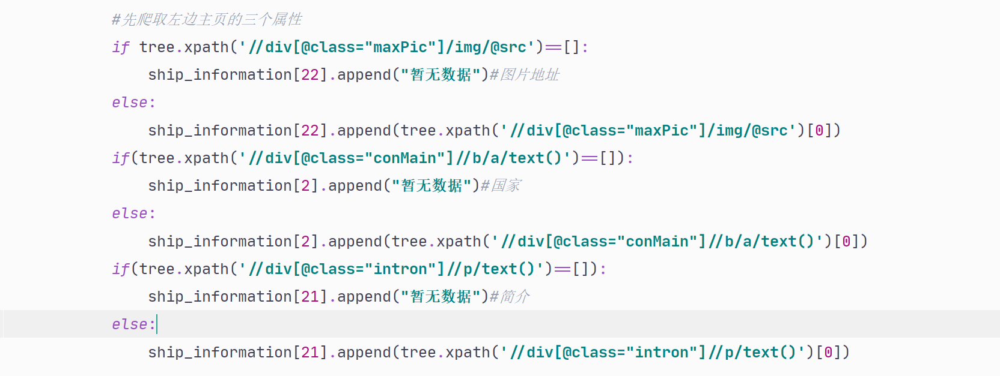 #先爬取左边主页的三个属性
if tree.xpath('//div[@class="maxPic"]/img/@src')==[]:
ship_information[22].append("暂无数据")#图片地址
else:
ship_information[22].append(tree.xpath('//div[@class="maxPic"]/img/@src')[0])
if(tree.xpath('//div[@class="conMain"]//b/a/text()')==[]):
ship_information[2].append("暂无数据")#国家
else:
ship_information[2].append(tree.xpath('//div[@class="conMain"]//b/a/text()')[0])
if(tree.xpath('//div[@class="intron"]//p/text()')==[]):
ship_information[21].append("暂无数据")#简介
else:
ship_information[21].append(tree.xpath('//div[@class="intron"]//p/text()')[0])